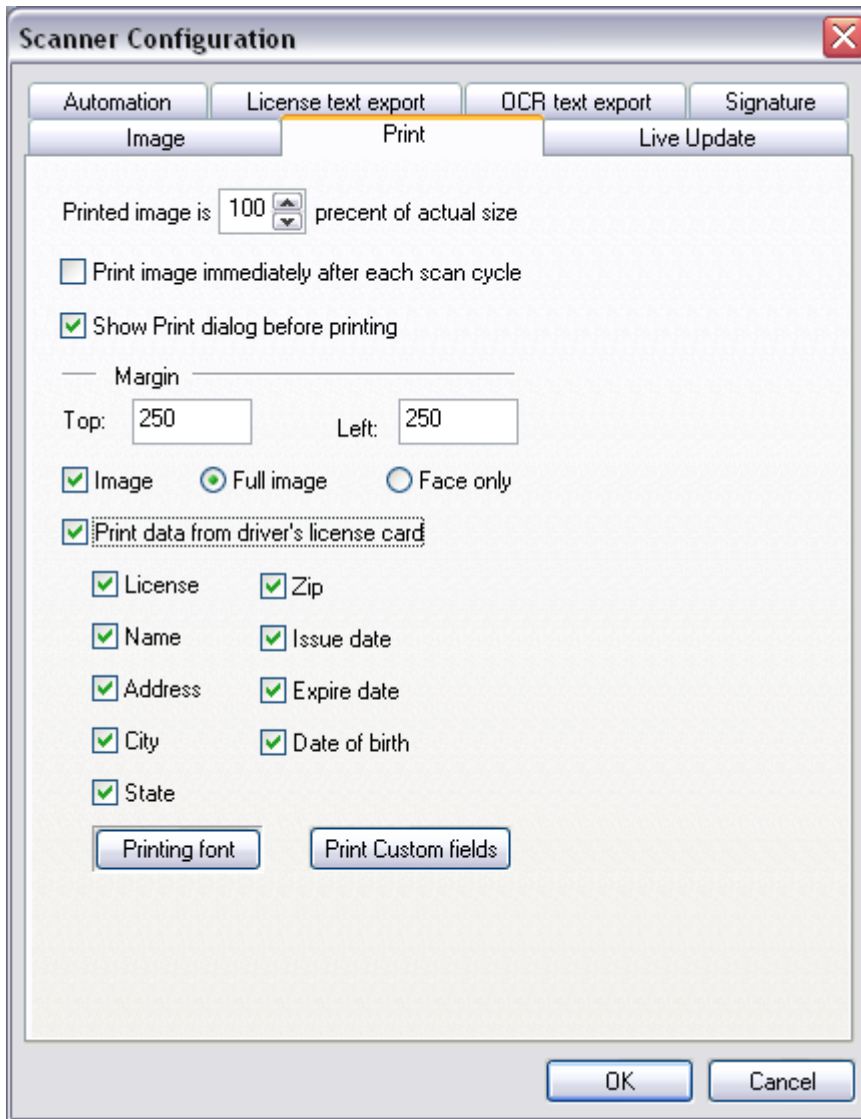 Scanner Configuration
Automation License text export OCR text export Signature
Image Print Live Update
Printed image is 100 precent of actual size
Print image immediately after each scan cycle
Show Print dialog before printing
Margin
Top: 250 Left: 250
Image Full image Face only
Print data from driver's license card
License Zip
Name Issue date
Address Expire date
City Date of birth
State
Printing font Print Custom fields
OK Cancel